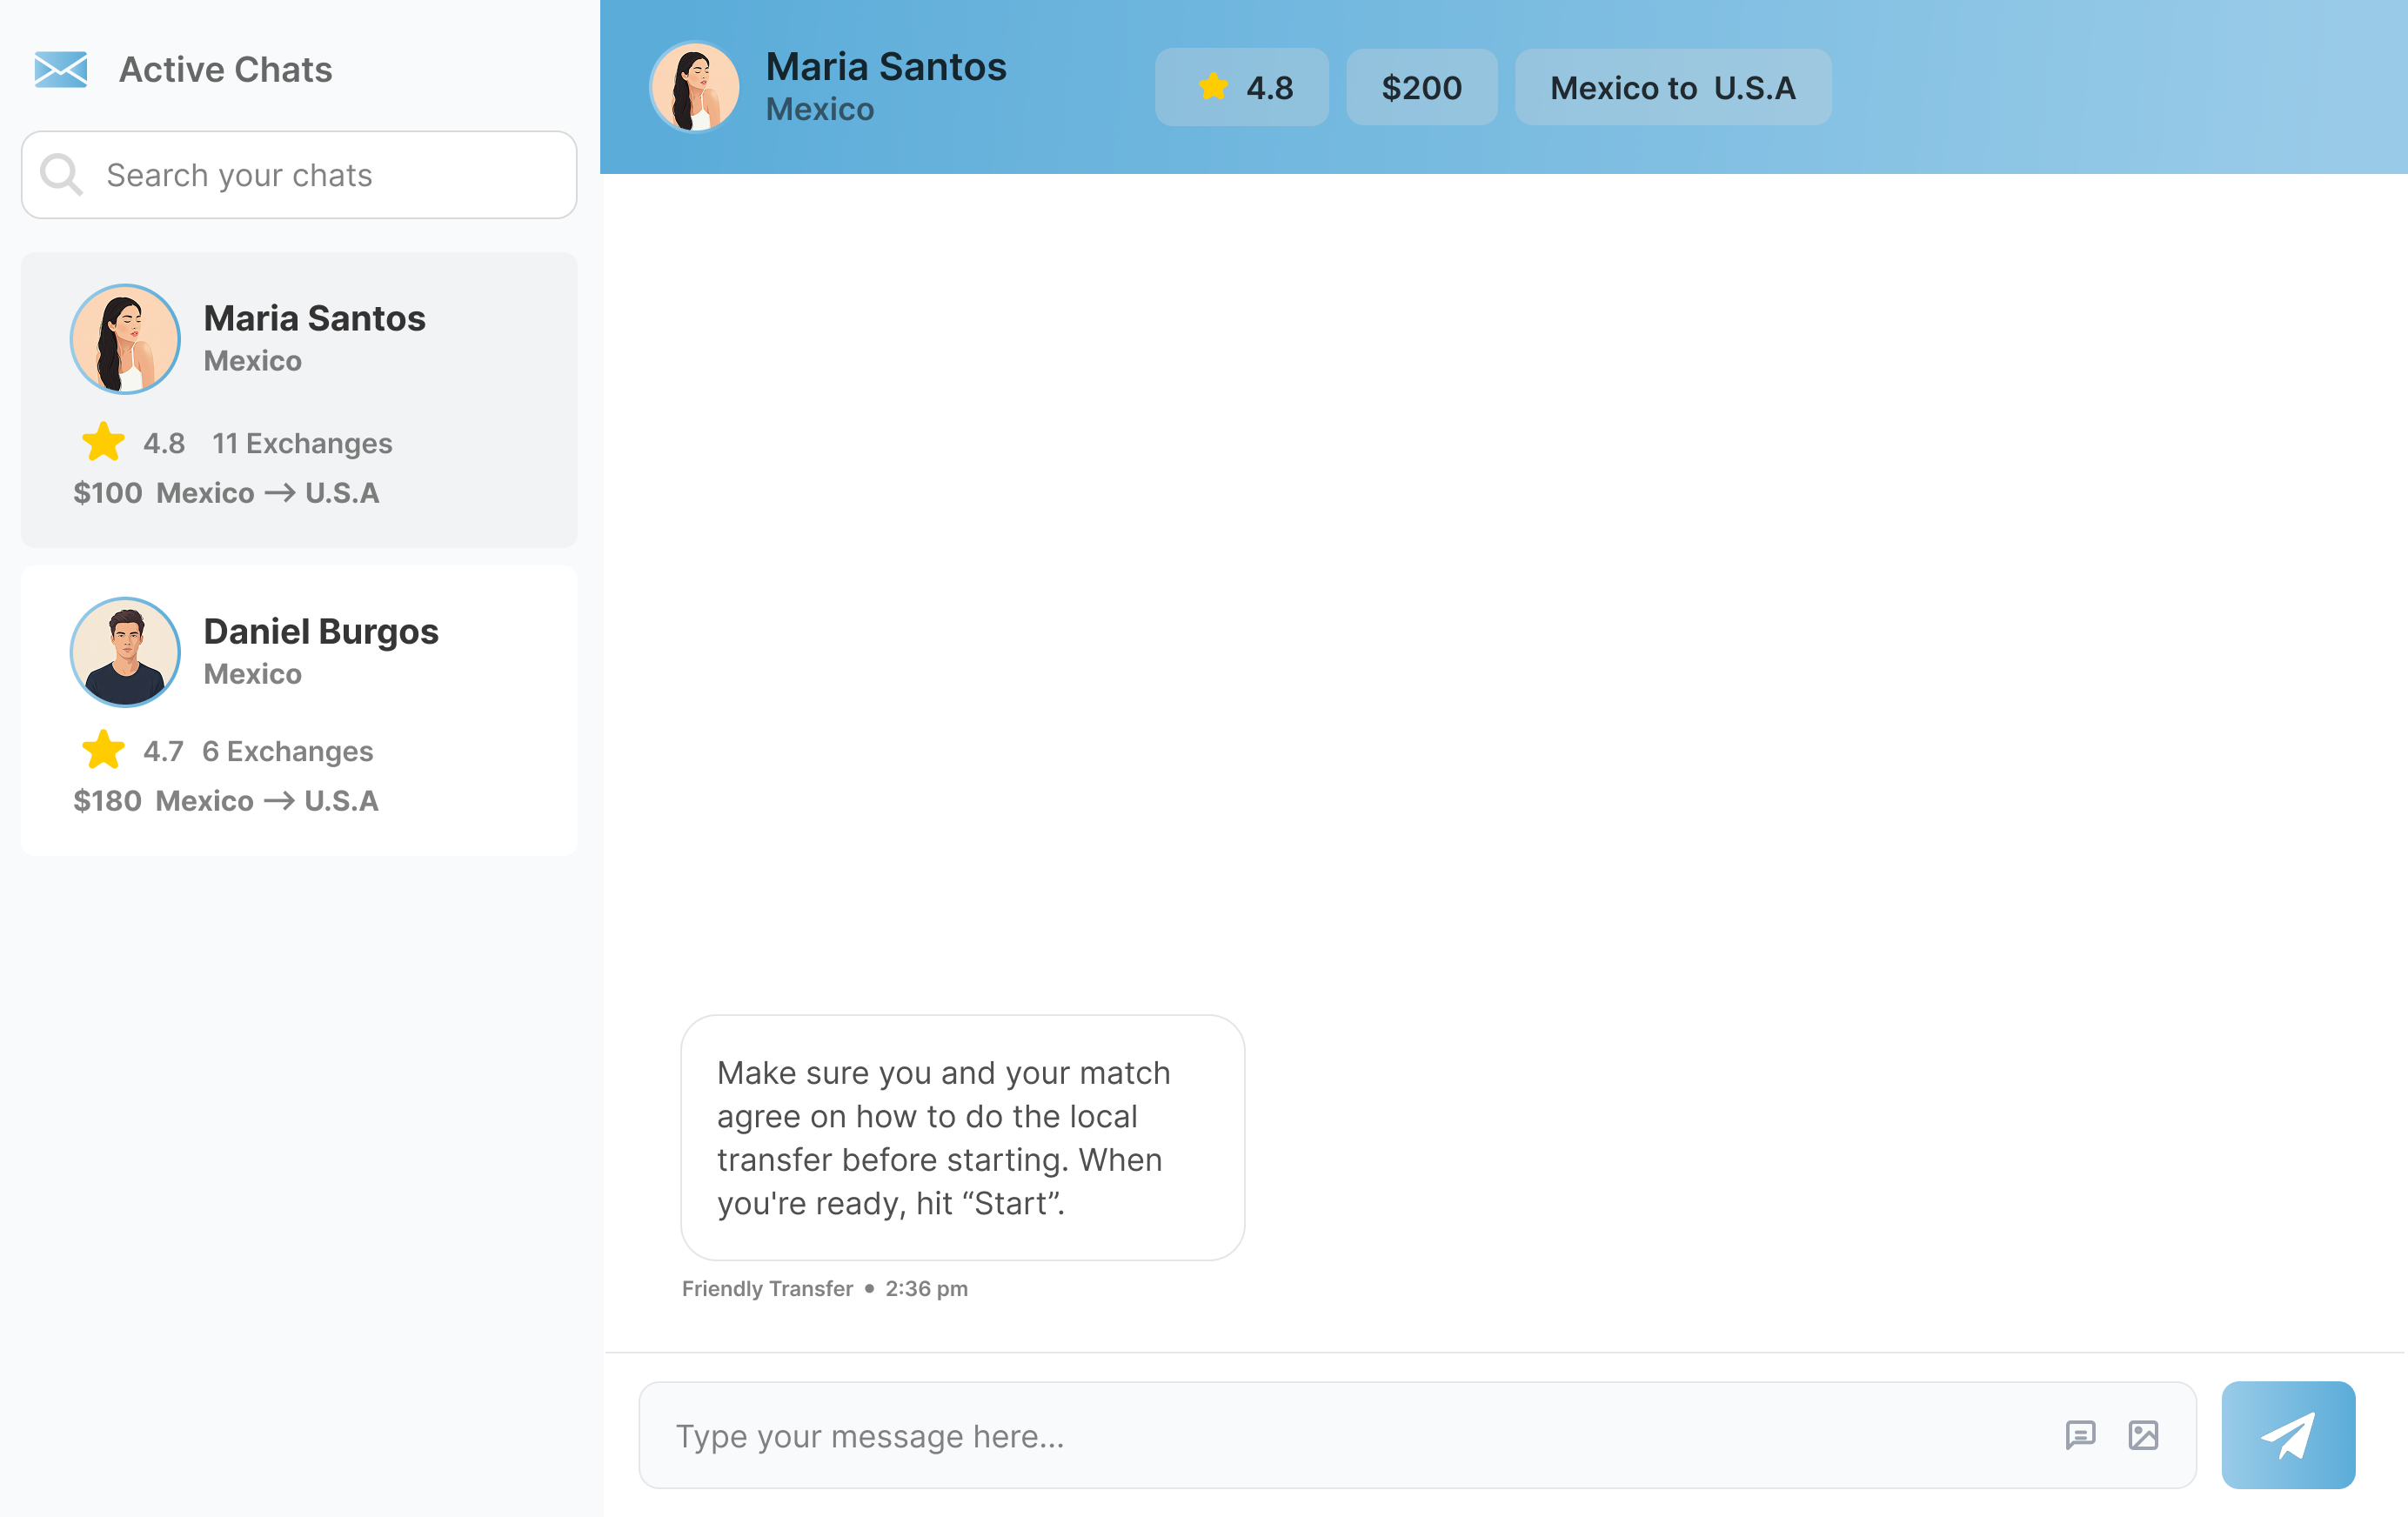 Active Chats
Search your chats
Maria Santos
Mexico
4.8 11 Exchanges
$100 Mexico → U.S.A
Daniel Burgos
Mexico
4.7 6 Exchanges
$180 Mexico → U.S.A
Maria Santos
Mexico
4.8
$200
Mexico to U.S.A
Make sure you and your match
agree on how to do the local
transfer before starting. When
you're ready, hit “Start”.
Friendly Transfer • 2:36 pm
Type your message here...